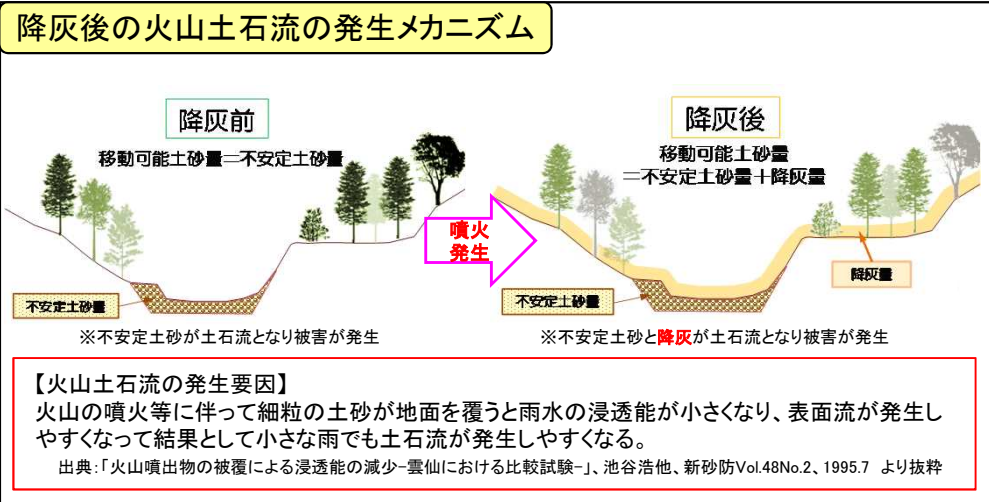 降灰後の火山土石流の発生メカニズム
降灰前
移動可能土砂量＝不安定土砂量
不安定土砂量
※不安定土砂が土石流となり被害が発生
噴火
発生
降灰後
移動可能土砂量
＝不安定土砂量＋降灰量
降灰量
不安定土砂量
※不安定土砂と降灰が土石流となり被害が発生
【火山土石流の発生要因】
火山の噴火等に伴って細粒の土砂が地面を覆うと雨水の浸透能が小さくなり、表面流が発生し
やすくなって結果として小さな雨でも土石流が発生しやすくなる。
出典：「火山噴出物の被覆による浸透能の減少-雲仙における比較試験-」、池谷浩他、新砂防Vol.48No.2、1995.7 より抜粋